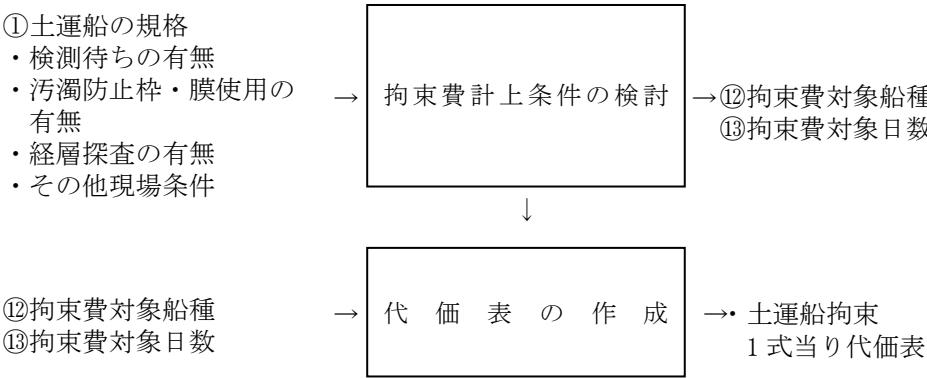 ①土運船の規格
・検測待ちの有無
・汚濁防止枠・膜使用の
有無
・経層探査の有無
・その他現場条件
→
拘束費計上条件の検討
→⑫拘束費対象船種
⑬拘束費対象日数
↓
⑫拘束費対象船種
⑬拘束費対象日数
→
代価表の作成
→・土運船拘束
1式当り代価表